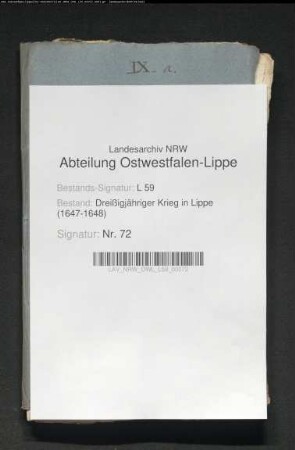 IX. a.
Landesarchiv NRW
Abteilung Ostwestfalen-Lippe
Bestands-Signatur: L 59
Bestand: Dreißigjähriger Krieg in Lippe
(1647-1648)
Signatur: Nr. 72